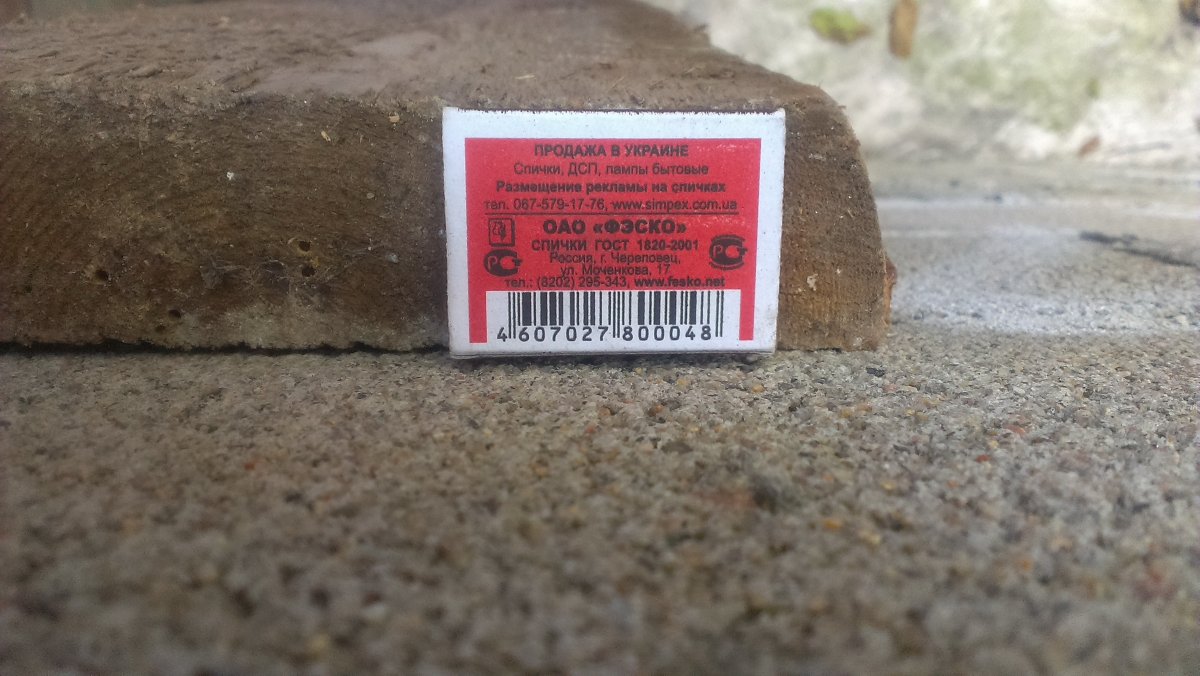 ПРОДАЖА В УКРАИНЕ
Спички, ДСП, лампы бытовые
Размещение рекламы на спичках
тел. 067-579-17-76, www.simpex.com.ua
ОАО «ФЭСКО»
СПИЧКИ ГОСТ 1820-2001
Россия, г. Череповец,
ул. Моченкова, 17
тел.: (8202) 295-343, www.fesko.net
4 607027 800048